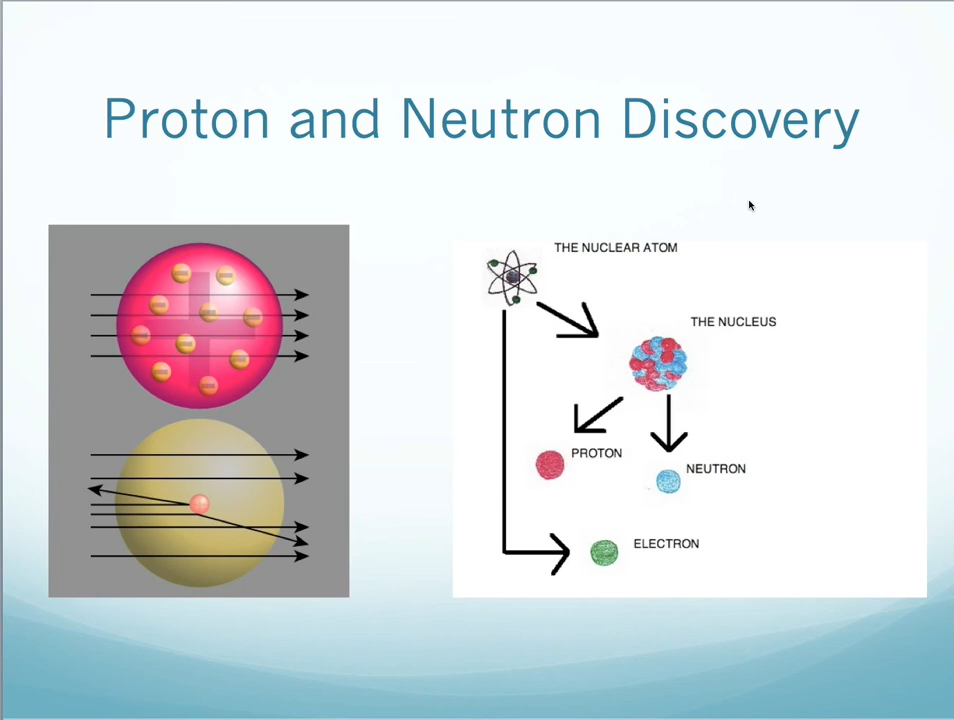 Proton and Neutron Discovery
THE NUCLEAR ATOM
THE NUCLEUS
PROTON
NEUTRON
ELECTRON